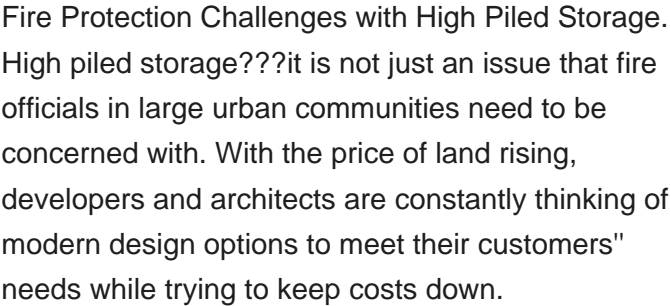 Fire Protection Challenges with High Piled Storage.
High piled storage???it is not just an issue that fire
officials in large urban communities need to be
concerned with. With the price of land rising,
developers and architects are constantly thinking of
modern design options to meet their customers"
needs while trying to keep costs down.